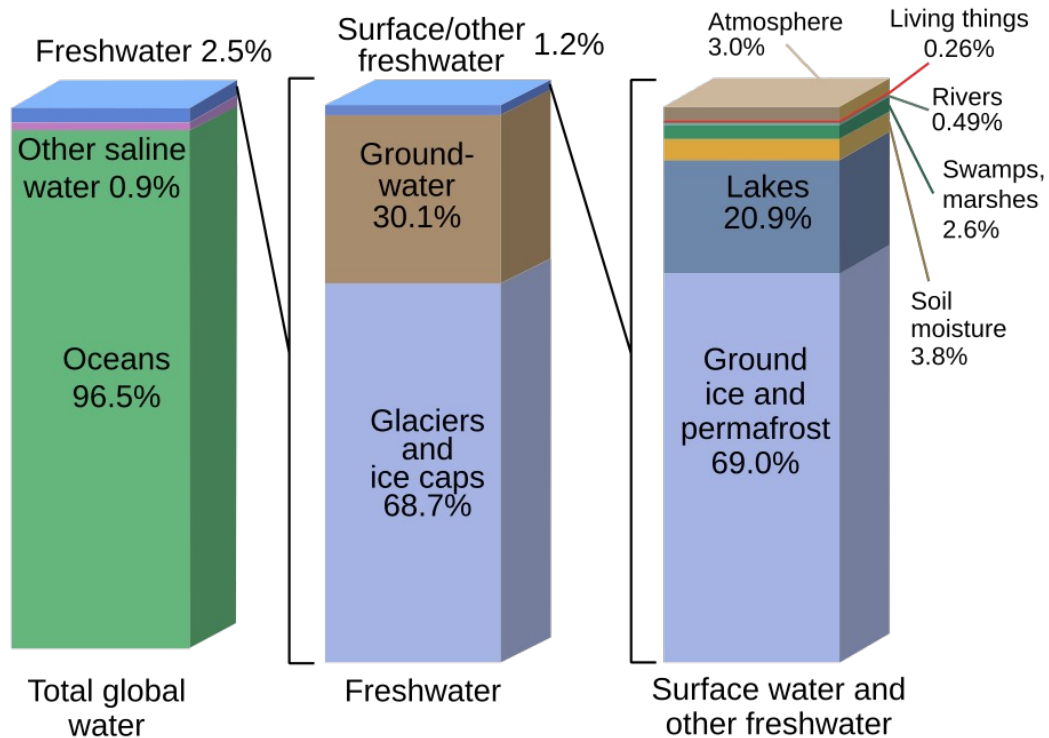 Freshwater 2.5%
Other saline
water 0.9%
Oceans
96.5%
Total global
water
Surface/other
freshwater
1.2%
Ground-
water
30.1%
Glaciers
and
ice caps
68.7%
Freshwater
Atmosphere
3.0%
Living things
0.26%
Rivers
0.49%
Swamps,
marshes
2.6%
Soil
moisture
3.8%
Lakes
20.9%
Ground
ice and
permafrost
69.0%
Surface water and
other freshwater